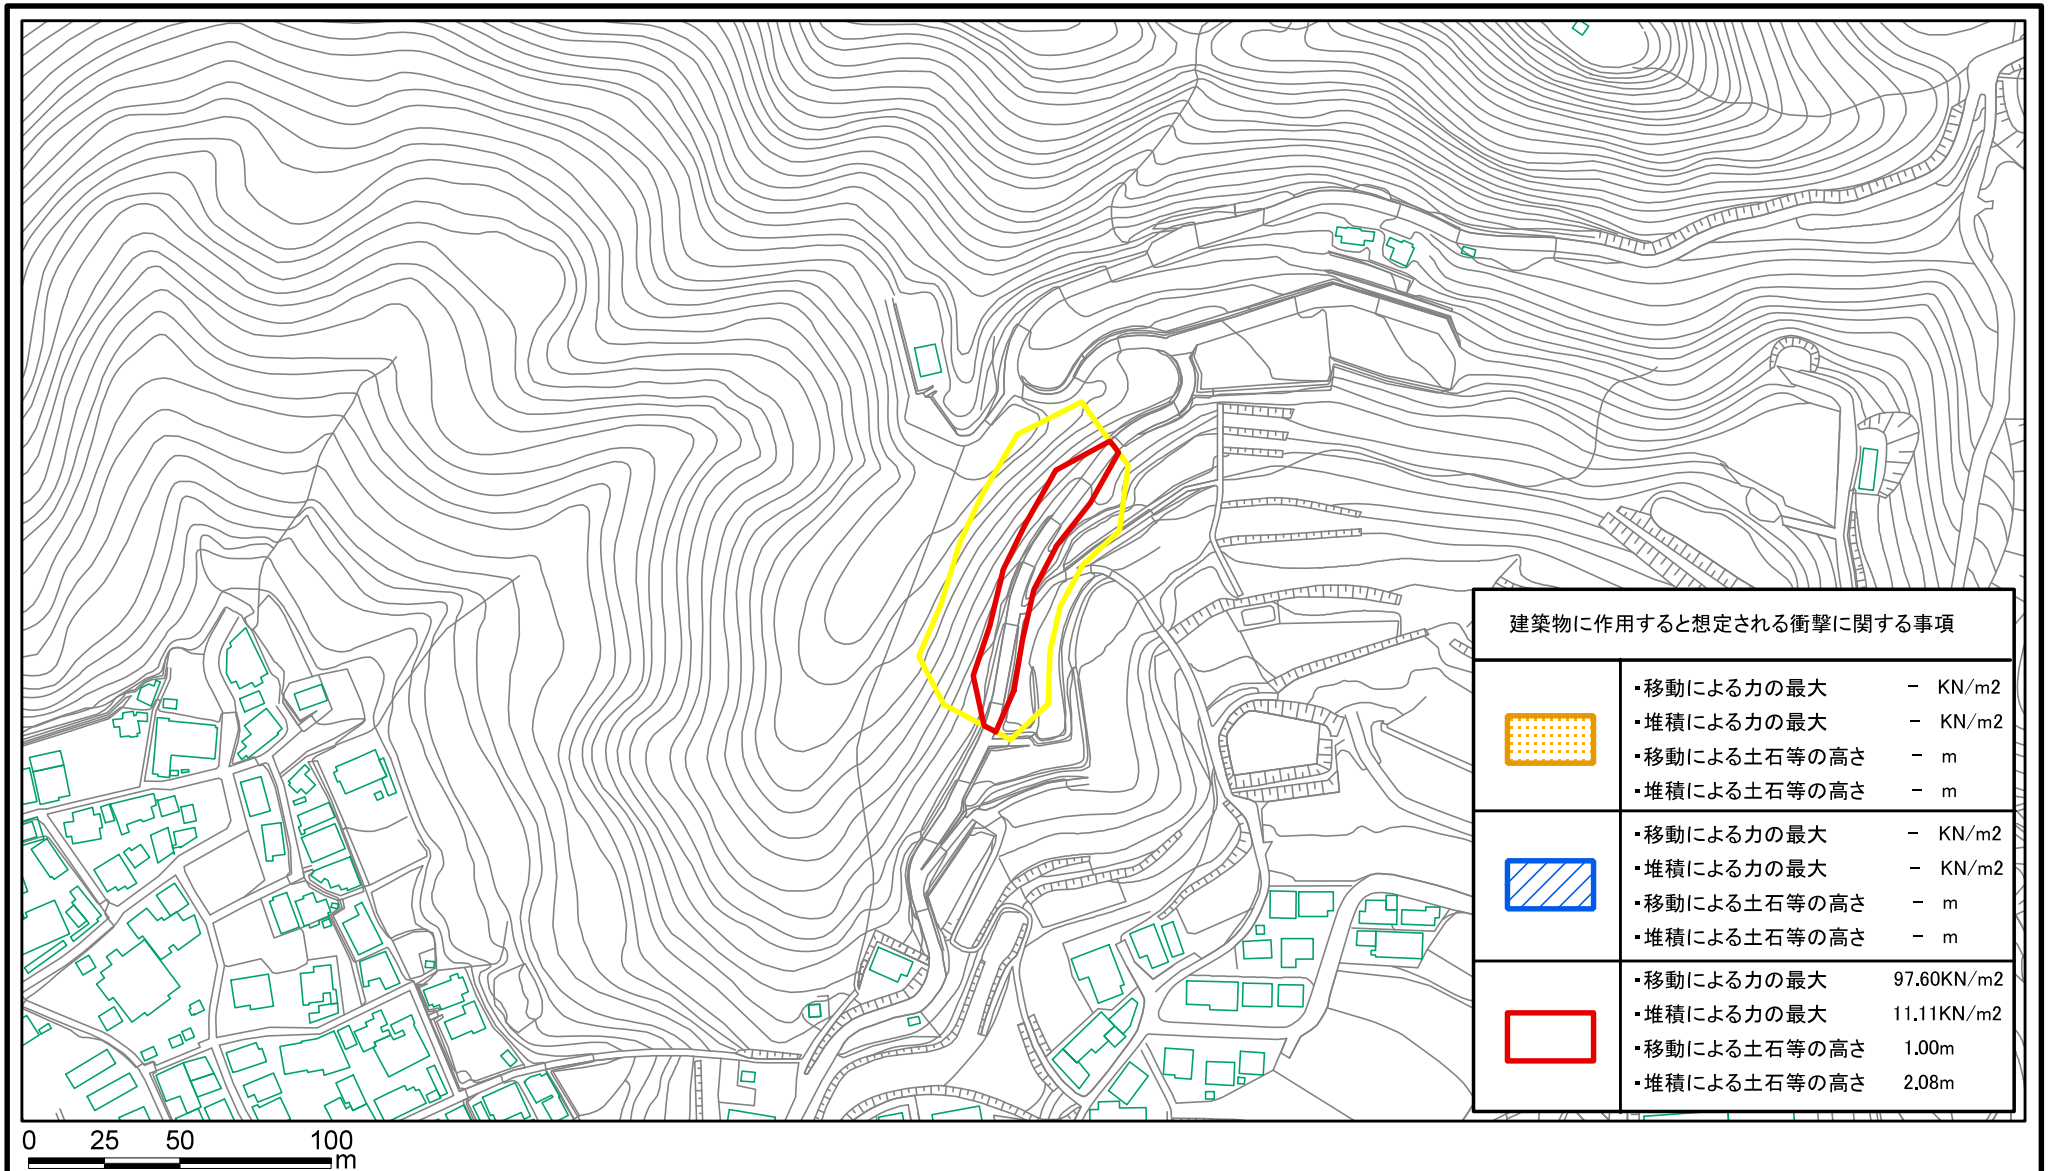 建築物に作用すると想定される衝撃に関する事項
・移動による力の最大 － KN/m2
・堆積による力の最大 － KN/m2
・移動による土石等の高さ － m
・堆積による土石等の高さ － m
・移動による力の最大 － KN/m2
・堆積による力の最大 － KN/m2
・移動による土石等の高さ － m
・堆積による土石等の高さ － m
・移動による力の最大 97.60KN/m2
・堆積による力の最大 11.11KN/m2
・移動による土石等の高さ 1.00m
・堆積による土石等の高さ 2.08m
0 25 50 100
m